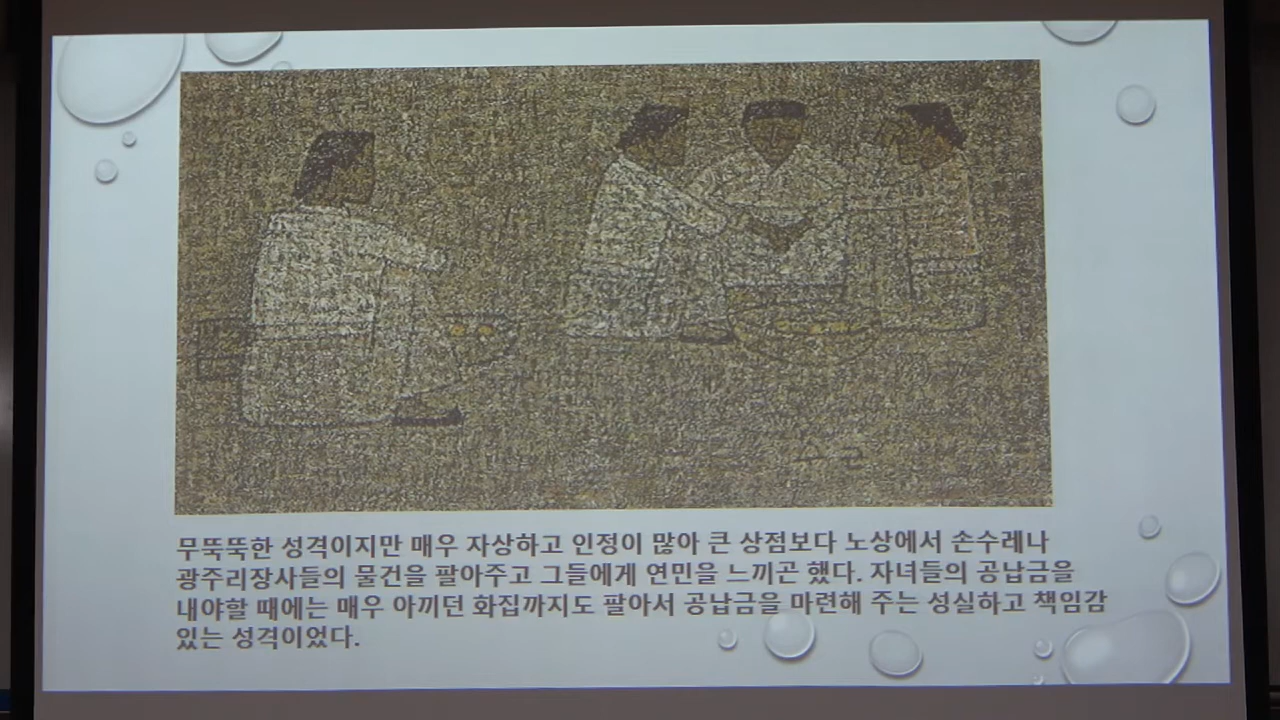 수근
무뚝뚝한 성격이지만 매우 자상하고 인정이 많아 큰 상점보다 노상에서 손수레나
광주리장사들의 물건을 팔아주고 그들에게 연민을 느끼곤 했다. 자녀들의 공납금을
내야할 때에는 매우 아끼던 화집까지도 팔아서 공납금을 마련해 주는 성실하고 책임감
있는 성격이었다.